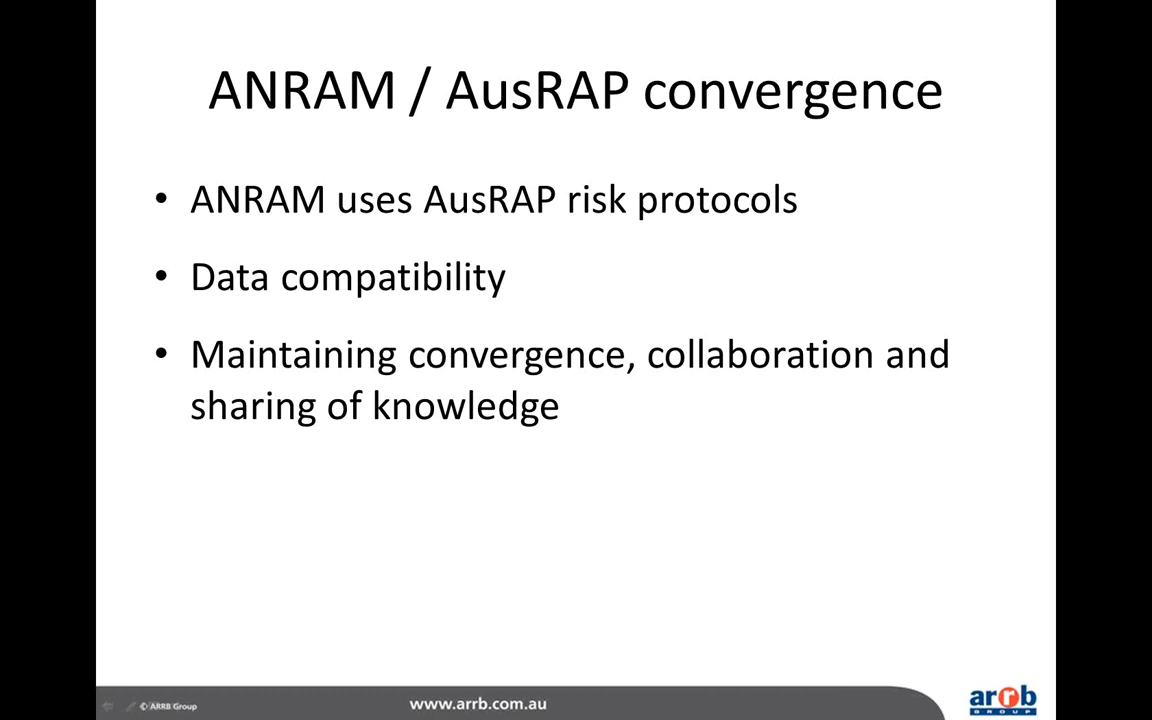 ANRAM / AusRAP convergence
• ANRAM uses AusRAP risk protocols
• Data compatibility
• Maintaining convergence, collaboration and
sharing of knowledge
© ARRB Group
www.arrb.com.au
arrb
GROUP